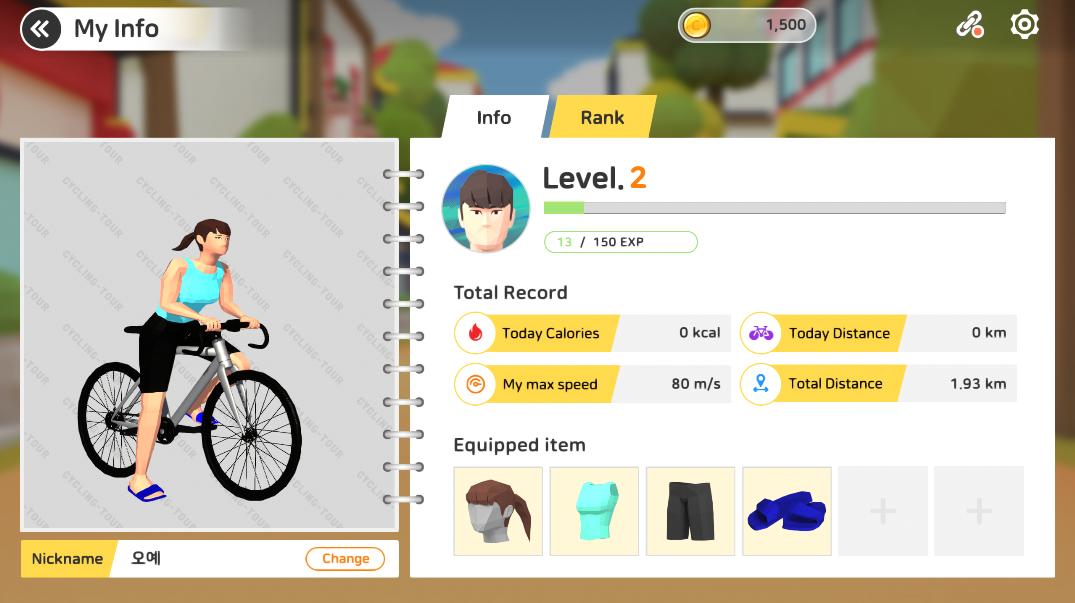 My Info
1,500
Info
Rank
Level. 2
13 / 150 EXP
Total Record
Today Calories 0 kcal
Today Distance 0 km
My max speed 80 m/s
Total Distance 1.93 km
Equipped item
CYCLING-TOUR
Nickname 오예 Change